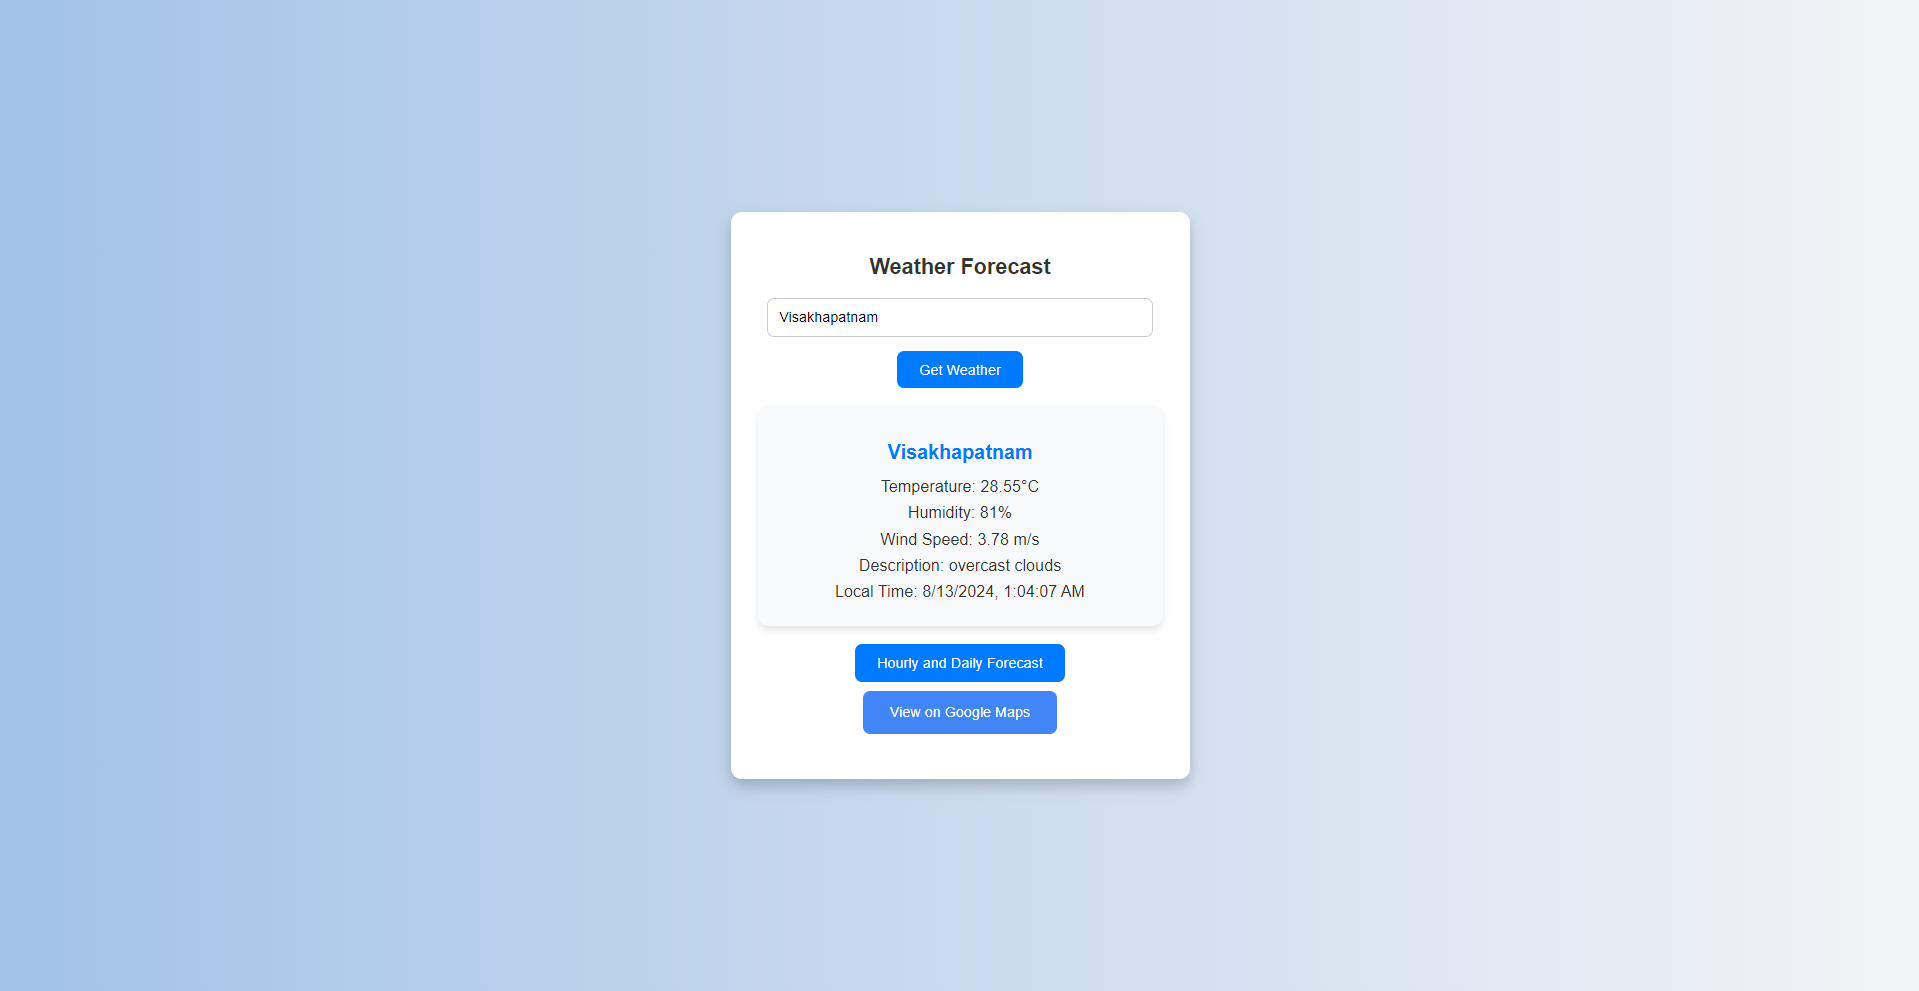 Weather Forecast
Visakhapatnam
Get Weather
Visakhapatnam
Temperature: 28.55°C
Humidity: 81%
Wind Speed: 3.78 m/s
Description: overcast clouds
Local Time: 8/13/2024, 1:04:07 AM
Hourly and Daily Forecast
View on Google Maps